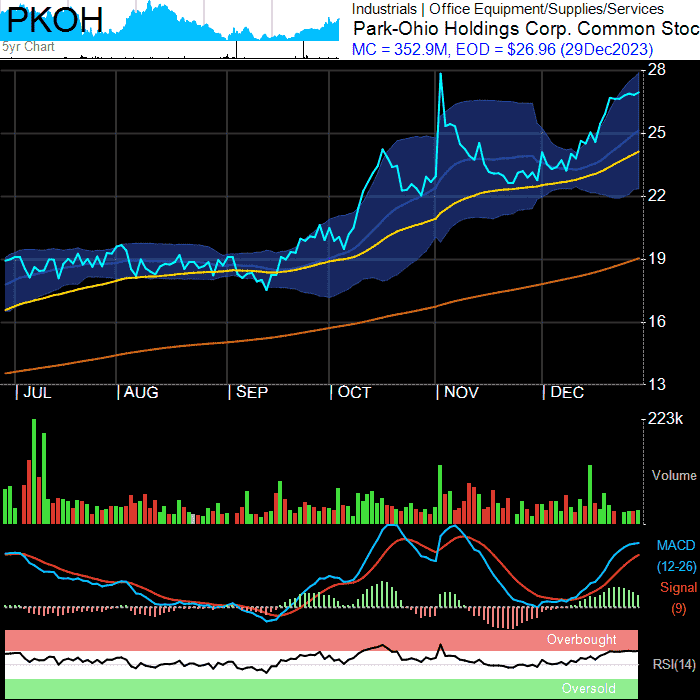 PKOH
5yr Chart
Industrials | Office Equipment/Supplies/Services
Park-Ohio Holdings Corp. Common Stoc
MC = 352.9M, EOD = $26.96 (29Dec2023)
28
25
22
19
16
13
JUL
AUG
SEP
OCT
NOV
DEC
223k
Volume
MACD
(12-26)
Signal
(9)
Overbought
RSI(14)
Oversold